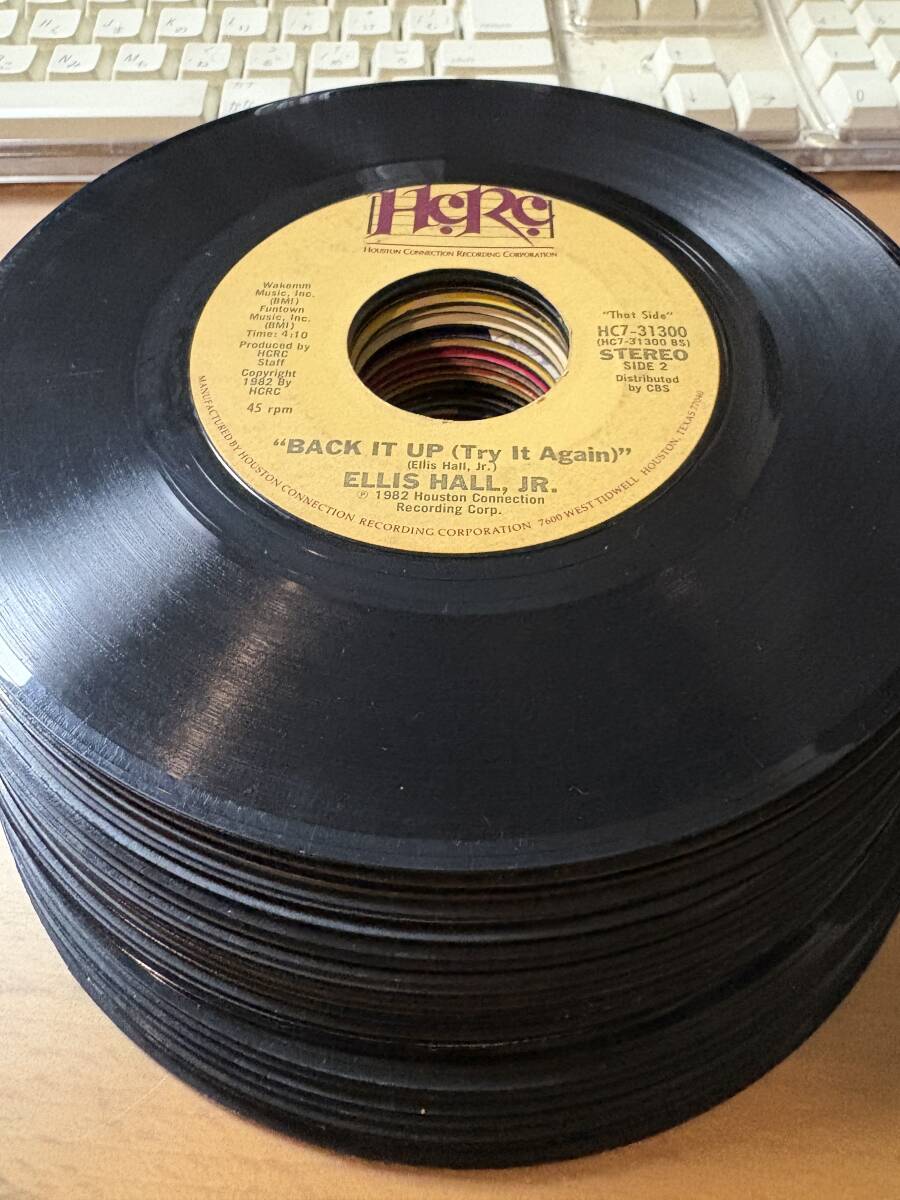 HCRC
HOUSTON CONNECTION RECORDING CORPORATION
Wakemm
Music, Inc.
(BMI)
Funtown
Music, Inc.
(BMI)
Time: 4:10
Produced by
HCRC
Staff
Copyright
1982 By
HCRC
45 rpm
"That Side"
HC7-31300
(HC7-31300 BS)
STEREO
SIDE 2
Distributed
by CBS
"BACK IT UP (Try It Again)"
(Ellis Hall, Jr.)
ELLIS HALL, JR.
℗ 1982 Houston Connection
Recording Corp.
MANUFACTURED BY HOUSTON CONNECTION RECORDING CORPORATION 7600 WEST TIDWELL HOUSTON, TEXAS 77040
H
J
K
L
N
M
shift
0